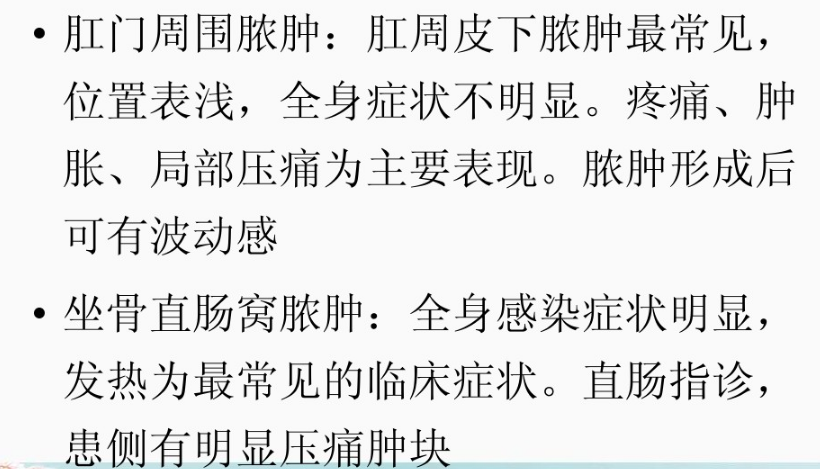 • 肛门周围脓肿：肛周皮下脓肿最常见，
位置表浅，全身症状不明显。疼痛、肿
胀、局部压痛为主要表现。脓肿形成后
可有波动感
• 坐骨直肠窝脓肿：全身感染症状明显，
发热为最常见的临床症状。直肠指诊，
患侧有明显压痛肿块